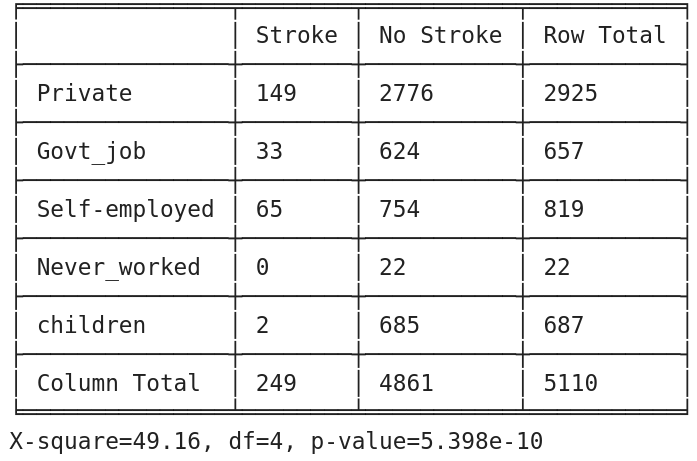 Stroke No Stroke Row Total
Private 149 2776 2925
Govt_job 33 624 657
Self-employed 65 754 819
Never_worked 0 22 22
children 2 685 687
Column Total 249 4861 5110
X-square=49.16, df=4, p-value=5.398e-10